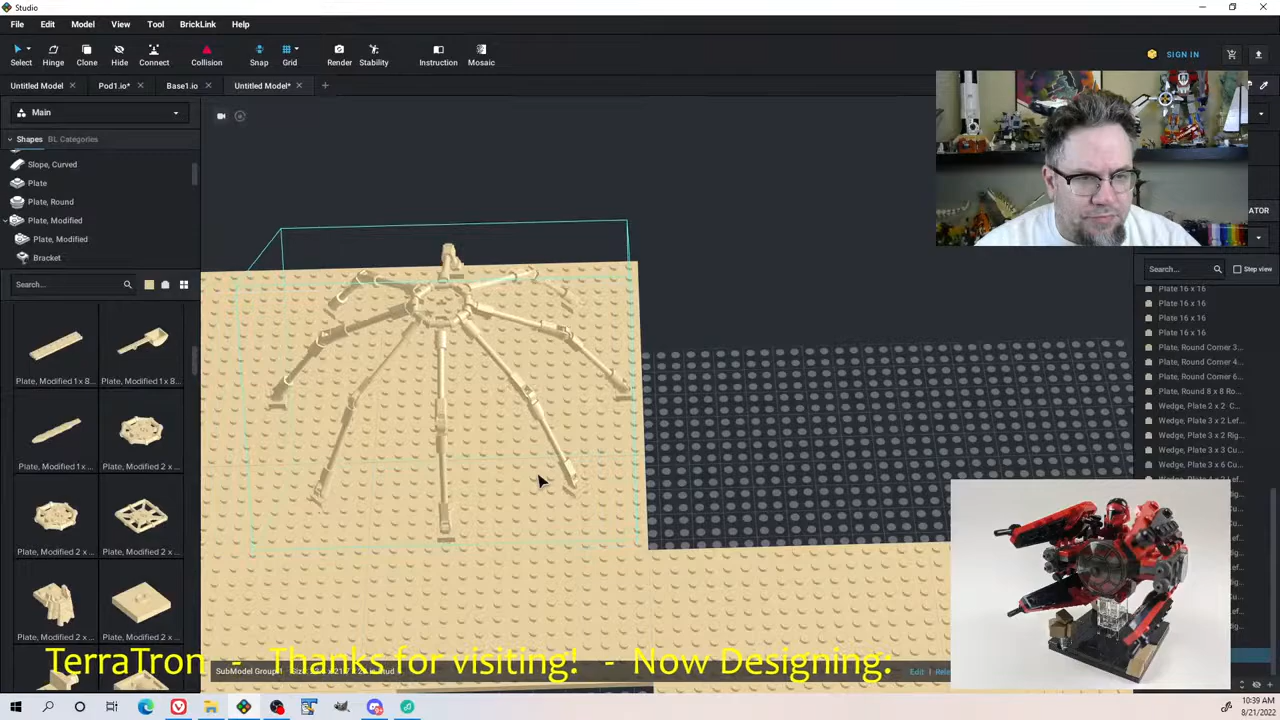 Studio
File Edit Model View Tool BrickLink Help
Select Hinge Clone Hide Connect Collision Snap Grid Render Stability Instruction Mosaic
SIGN IN
Untitled Model Pod1.io* Base1.io Untitled Model*
Main
Shapes BL Categories
Slope, Curved
Plate
Plate, Round
Plate, Modified
Plate, Modified
Bracket
Search...
Plate, Modified 1 x 8... Plate, Modified 1 x 8...
Plate, Modified 1 x... Plate, Modified 2 x...
Plate, Modified 2 x... Plate, Modified 2 x...
Plate, Modified 2 x... Plate, Modified 2 x...
Search... Step view
Plate 16 x 16
Plate 16 x 16
Plate 16 x 16
Plate 16 x 16
Plate, Round Corner 3...
Plate, Round Corner 4...
Plate, Round Corner 6...
Plate, Round 8 x 8 Ro...
Wedge, Plate 2 x 2 C...
Wedge, Plate 3 x 2 Lef...
Wedge, Plate 3 x 2 Rig...
Wedge, Plate 3 x 3 Cu...
Wedge, Plate 3 x 6 Cu...
TerraTron - Thanks for visiting! - Now Designing:
10:39 AM
8/21/2022